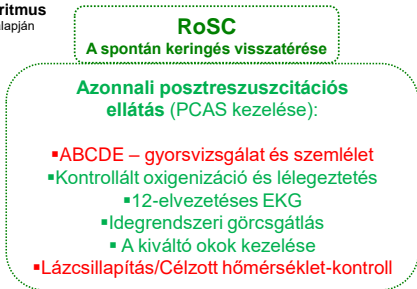 ritmus
alapján
RoSC
A spontán keringés visszatérése
Azonnali posztreszuszcitációs
ellátás (PCAS kezelése):
▪ABCDE – gyorsvizsgálat és szemlélet
▪Kontrollált oxigenizáció és lélegeztetés
▪12-elvezetéses EKG
▪Idegrendszeri görcsgátlás
▪ A kiváltó okok kezelése
▪Lázcsillapítás/Célzott hőmérséklet-kontroll